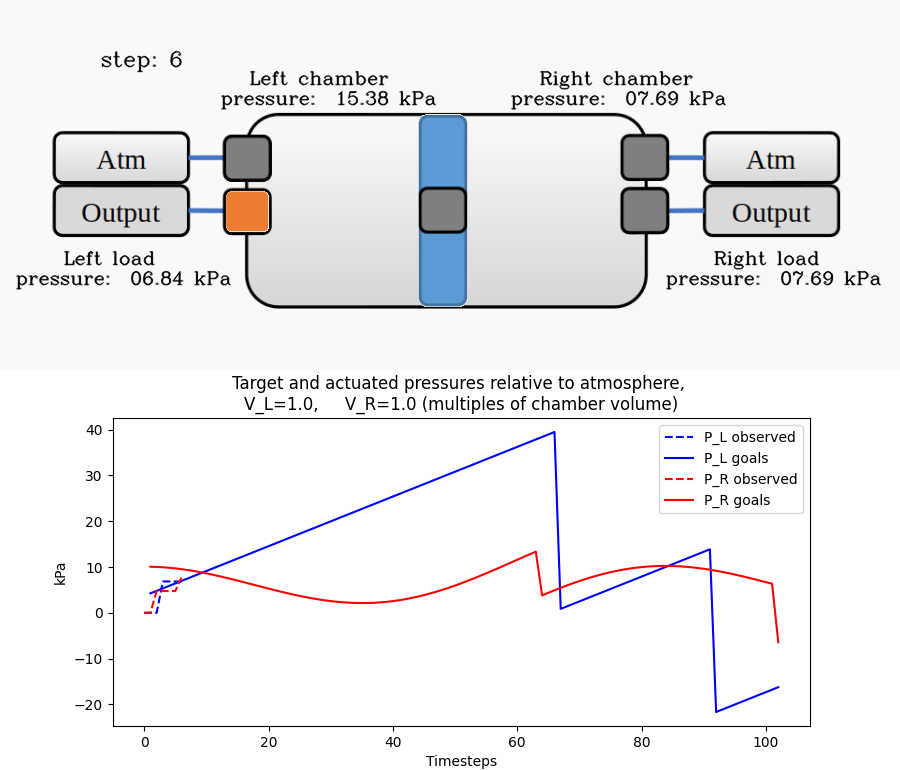 step: 6
Left chamber
pressure: 15.38 kPa
Right chamber
pressure: 07.69 kPa
Atm
Output
Atm
Output
Left load
pressure: 06.84 kPa
Right load
pressure: 07.69 kPa
Target and actuated pressures relative to atmosphere,
V_L=1.0, V_R=1.0 (multiples of chamber volume)
P_L observed
P_L goals
P_R observed
P_R goals
kPa
40
30
20
10
0
−10
−20
0 20 40 60 80 100
Timesteps